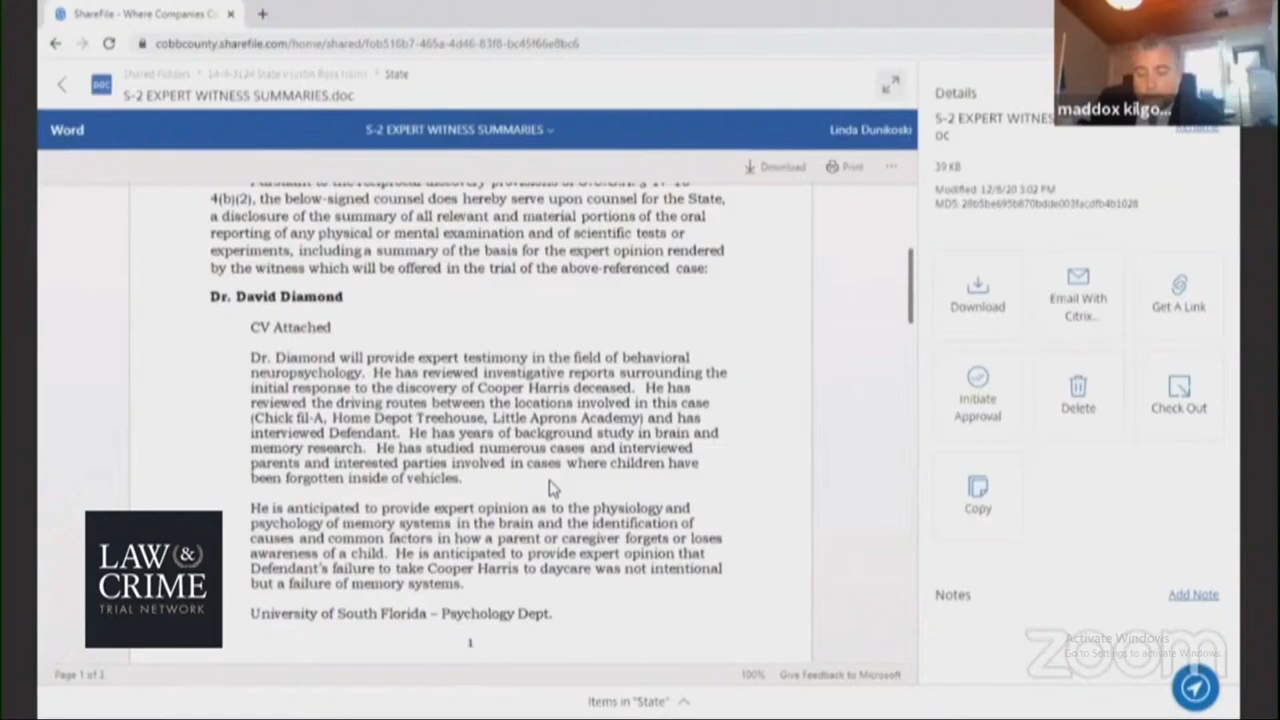 ShareFile - Where Companies C
cobbcounty.sharefile.com/home/shared/
Shared Folders
State
DOC
S-2 EXPERT WITNESS SUMMARIES.doc
Word
S-2 EXPERT WITNESS SUMMARIES
Linda Dunikoski
Download
Print
4(b)(2), the below-signed counsel does hereby serve upon counsel for the State,
a disclosure of the summary of all relevant and material portions of the oral
reporting of any physical or mental examination and of scientific tests or
experiments, including a summary of the basis for the expert opinion rendered
by the witness which will be offered in the trial of the above-referenced case:
Dr. David Diamond
CV Attached
Dr. Diamond will provide expert testimony in the field of behavioral
neuropsychology. He has reviewed investigative reports surrounding the
initial response to the discovery of Cooper Harris deceased. He has
reviewed the driving routes between the locations involved in this case
(Chick fil-A, Home Depot Treehouse, Little Aprons Academy) and has
interviewed Defendant. He has years of background study in brain and
memory research. He has studied numerous cases and interviewed
parents and interested parties involved in cases where children have
been forgotten inside of vehicles.
He is anticipated to provide expert opinion as to the physiology and
psychology of memory systems in the brain and the identification of
causes and common factors in how a parent or caregiver forgets or loses
awareness of a child. He is anticipated to provide expert opinion that
Defendant's failure to take Cooper Harris to daycare was not intentional
but a failure of memory systems.
University of South Florida – Psychology Dept.
1
Page 1 of 3
100%
Give Feedback to Microsoft
Items in "State"
Details
S-2 EXPERT WITNES
OC
39 KB
Modified: 12/8/20 3:02 PM
Download
Email With
Citrix...
Get A Link
Initiate
Approval
Delete
Check Out
Copy
Notes
Add Note
maddox kilgo...
LAW &
CRIME
TRIAL NETWORK
Activate Windows
Go to Settings to activate Windows.
zoom